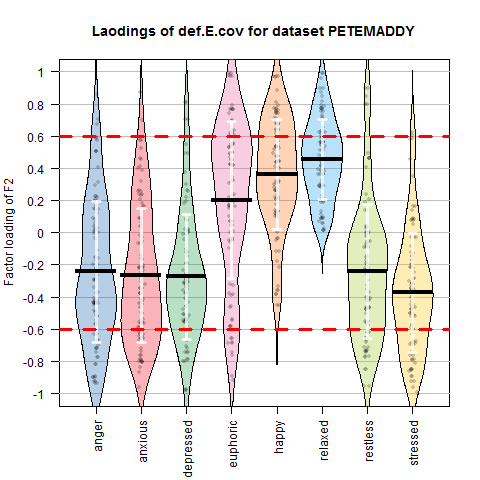 Laodings of def.E.cov for dataset PETEMADDY
Factor loading of F2
1
0.8
0.6
0.4
0.2
0
-0.2
-0.4
-0.6
-0.8
-1
anger
anxious
depressed
euphoric
happy
relaxed
restless
stressed